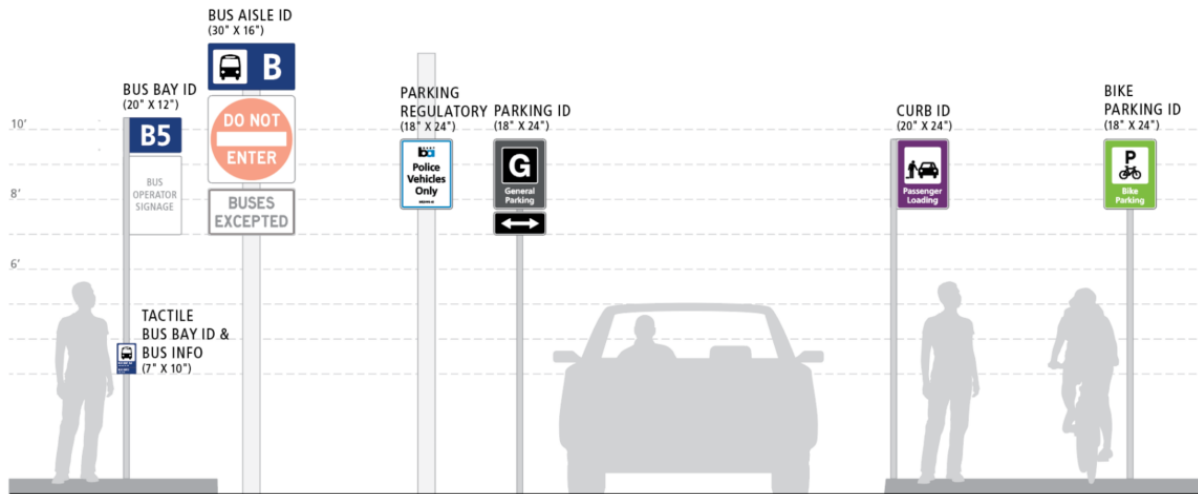 BUS AISLE ID
(30" X 16")
B
BUS BAY ID
(20" X 12")
B5
BUS
OPERATOR
SIGNAGE
DO NOT
ENTER
BUSES
EXCEPTED
PARKING
REGULATORY
(18" X 24")
Police
Vehicles
Only
PARKING ID
(18" X 24")
G
General
Parking
CURB ID
(20" X 24")
Passenger
Loading
BIKE
PARKING ID
(18" X 24")
P
Bike
Parking
10'
8'
6'
TACTILE
BUS BAY ID &
BUS INFO
(7" X 10")